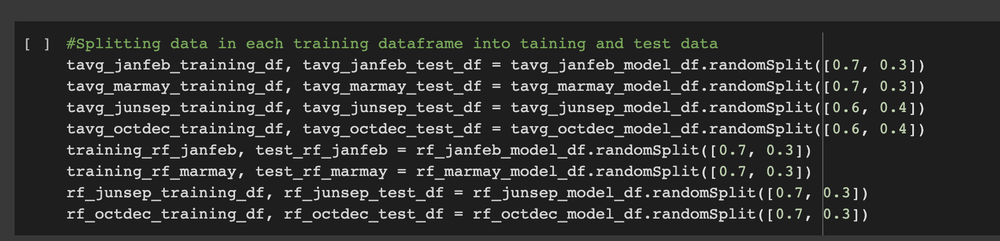 [ ] #Splitting data in each training dataframe into taining and test data
tavg_janfeb_training_df, tavg_janfeb_test_df = tavg_janfeb_model_df.randomSplit([0.7, 0.3])
tavg_marmay_training_df, tavg_marmay_test_df = tavg_marmay_model_df.randomSplit([0.7, 0.3])
tavg_junsep_training_df, tavg_junsep_test_df = tavg_junsep_model_df.randomSplit([0.6, 0.4])
tavg_octdec_training_df, tavg_octdec_test_df = tavg_octdec_model_df.randomSplit([0.6, 0.4])
training_rf_janfeb, test_rf_janfeb = rf_janfeb_model_df.randomSplit([0.7, 0.3])
training_rf_marmay, test_rf_marmay = rf_marmay_model_df.randomSplit([0.7, 0.3])
rf_junsep_training_df, rf_junsep_test_df = rf_junsep_model_df.randomSplit([0.7, 0.3])
rf_octdec_training_df, rf_octdec_test_df = rf_octdec_model_df.randomSplit([0.7, 0.3])